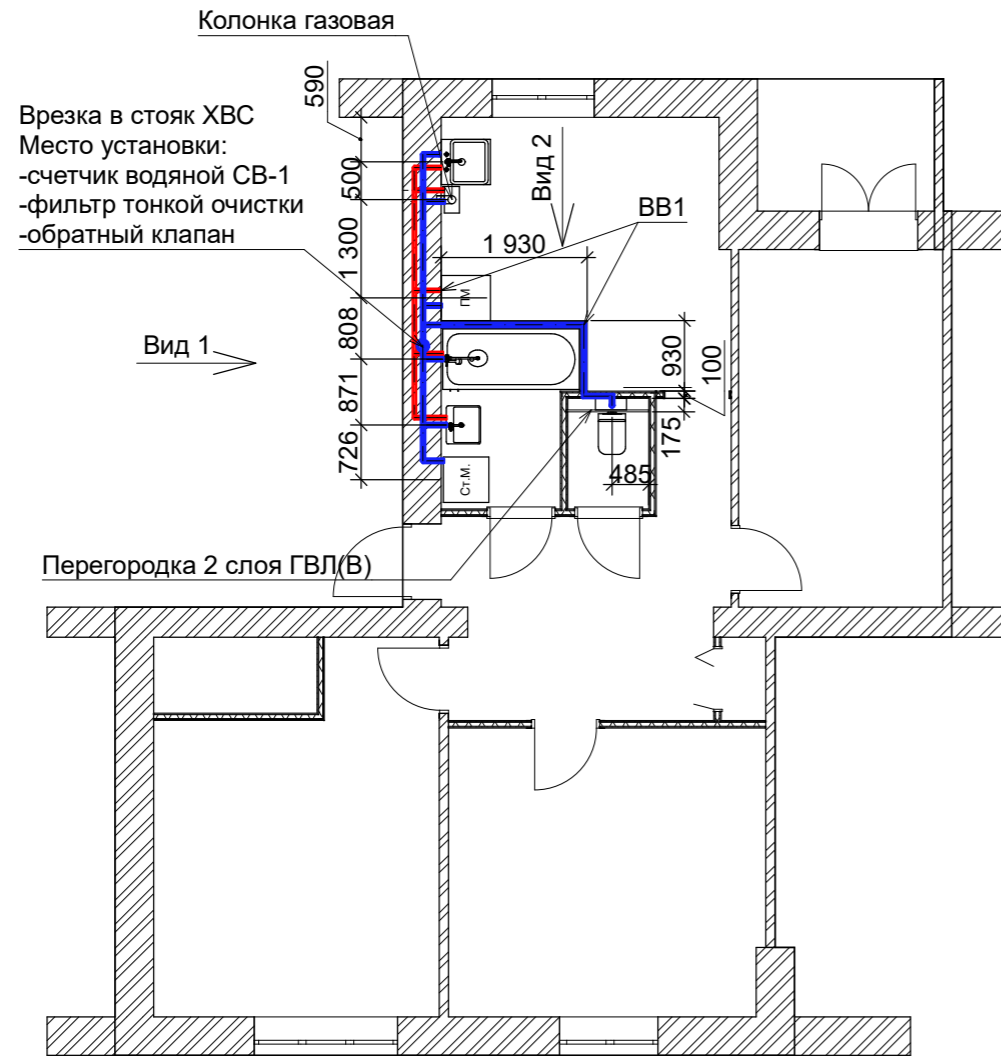 Колонка газовая
590
Врезка в стояк ХВС
Место установки:
-счетчик водяной СВ-1
-фильтр тонкой очистки
-обратный клапан
500
Вид 2
ВВ1
1 930
1 300
ПМ
Вид 1
808
930
100
871
175
726
Ст.М.
485
Перегородка 2 слоя ГВЛ(В)